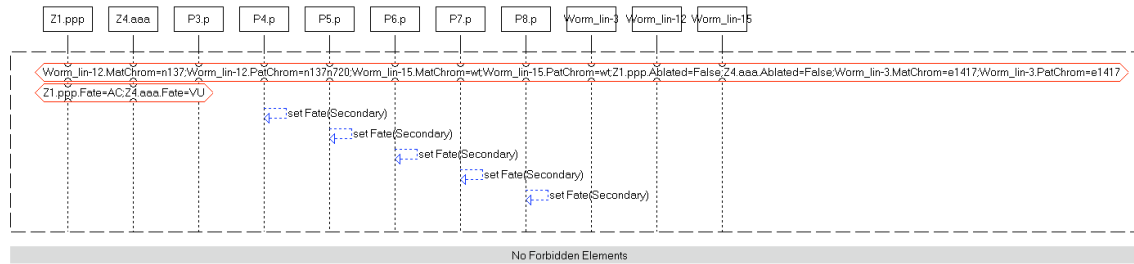 Z1.ppp Z4.aaa P3.p P4.p P5.p P6.p P7.p P8.p Worm_lin-3 Worm_lin-12 Worm_lin-15
Worm_lin-12.MatChrom=n137;Worm_lin-12.PatChrom=n137n720;Worm_lin-15.MatChrom=wt;Worm_lin-15.PatChrom=wt;Z1.ppp.Ablated=False;Z4.aaa.Ablated=False;Worm_lin-3.MatChrom=e1417;Worm_lin-3.PatChrom=e1417
Z1.ppp.Fate=AC;Z4.aaa.Fate=VU
set Fate(Secondary)
set Fate(Secondary)
set Fate(Secondary)
set Fate(Secondary)
set Fate(Secondary)
No Forbidden Elements